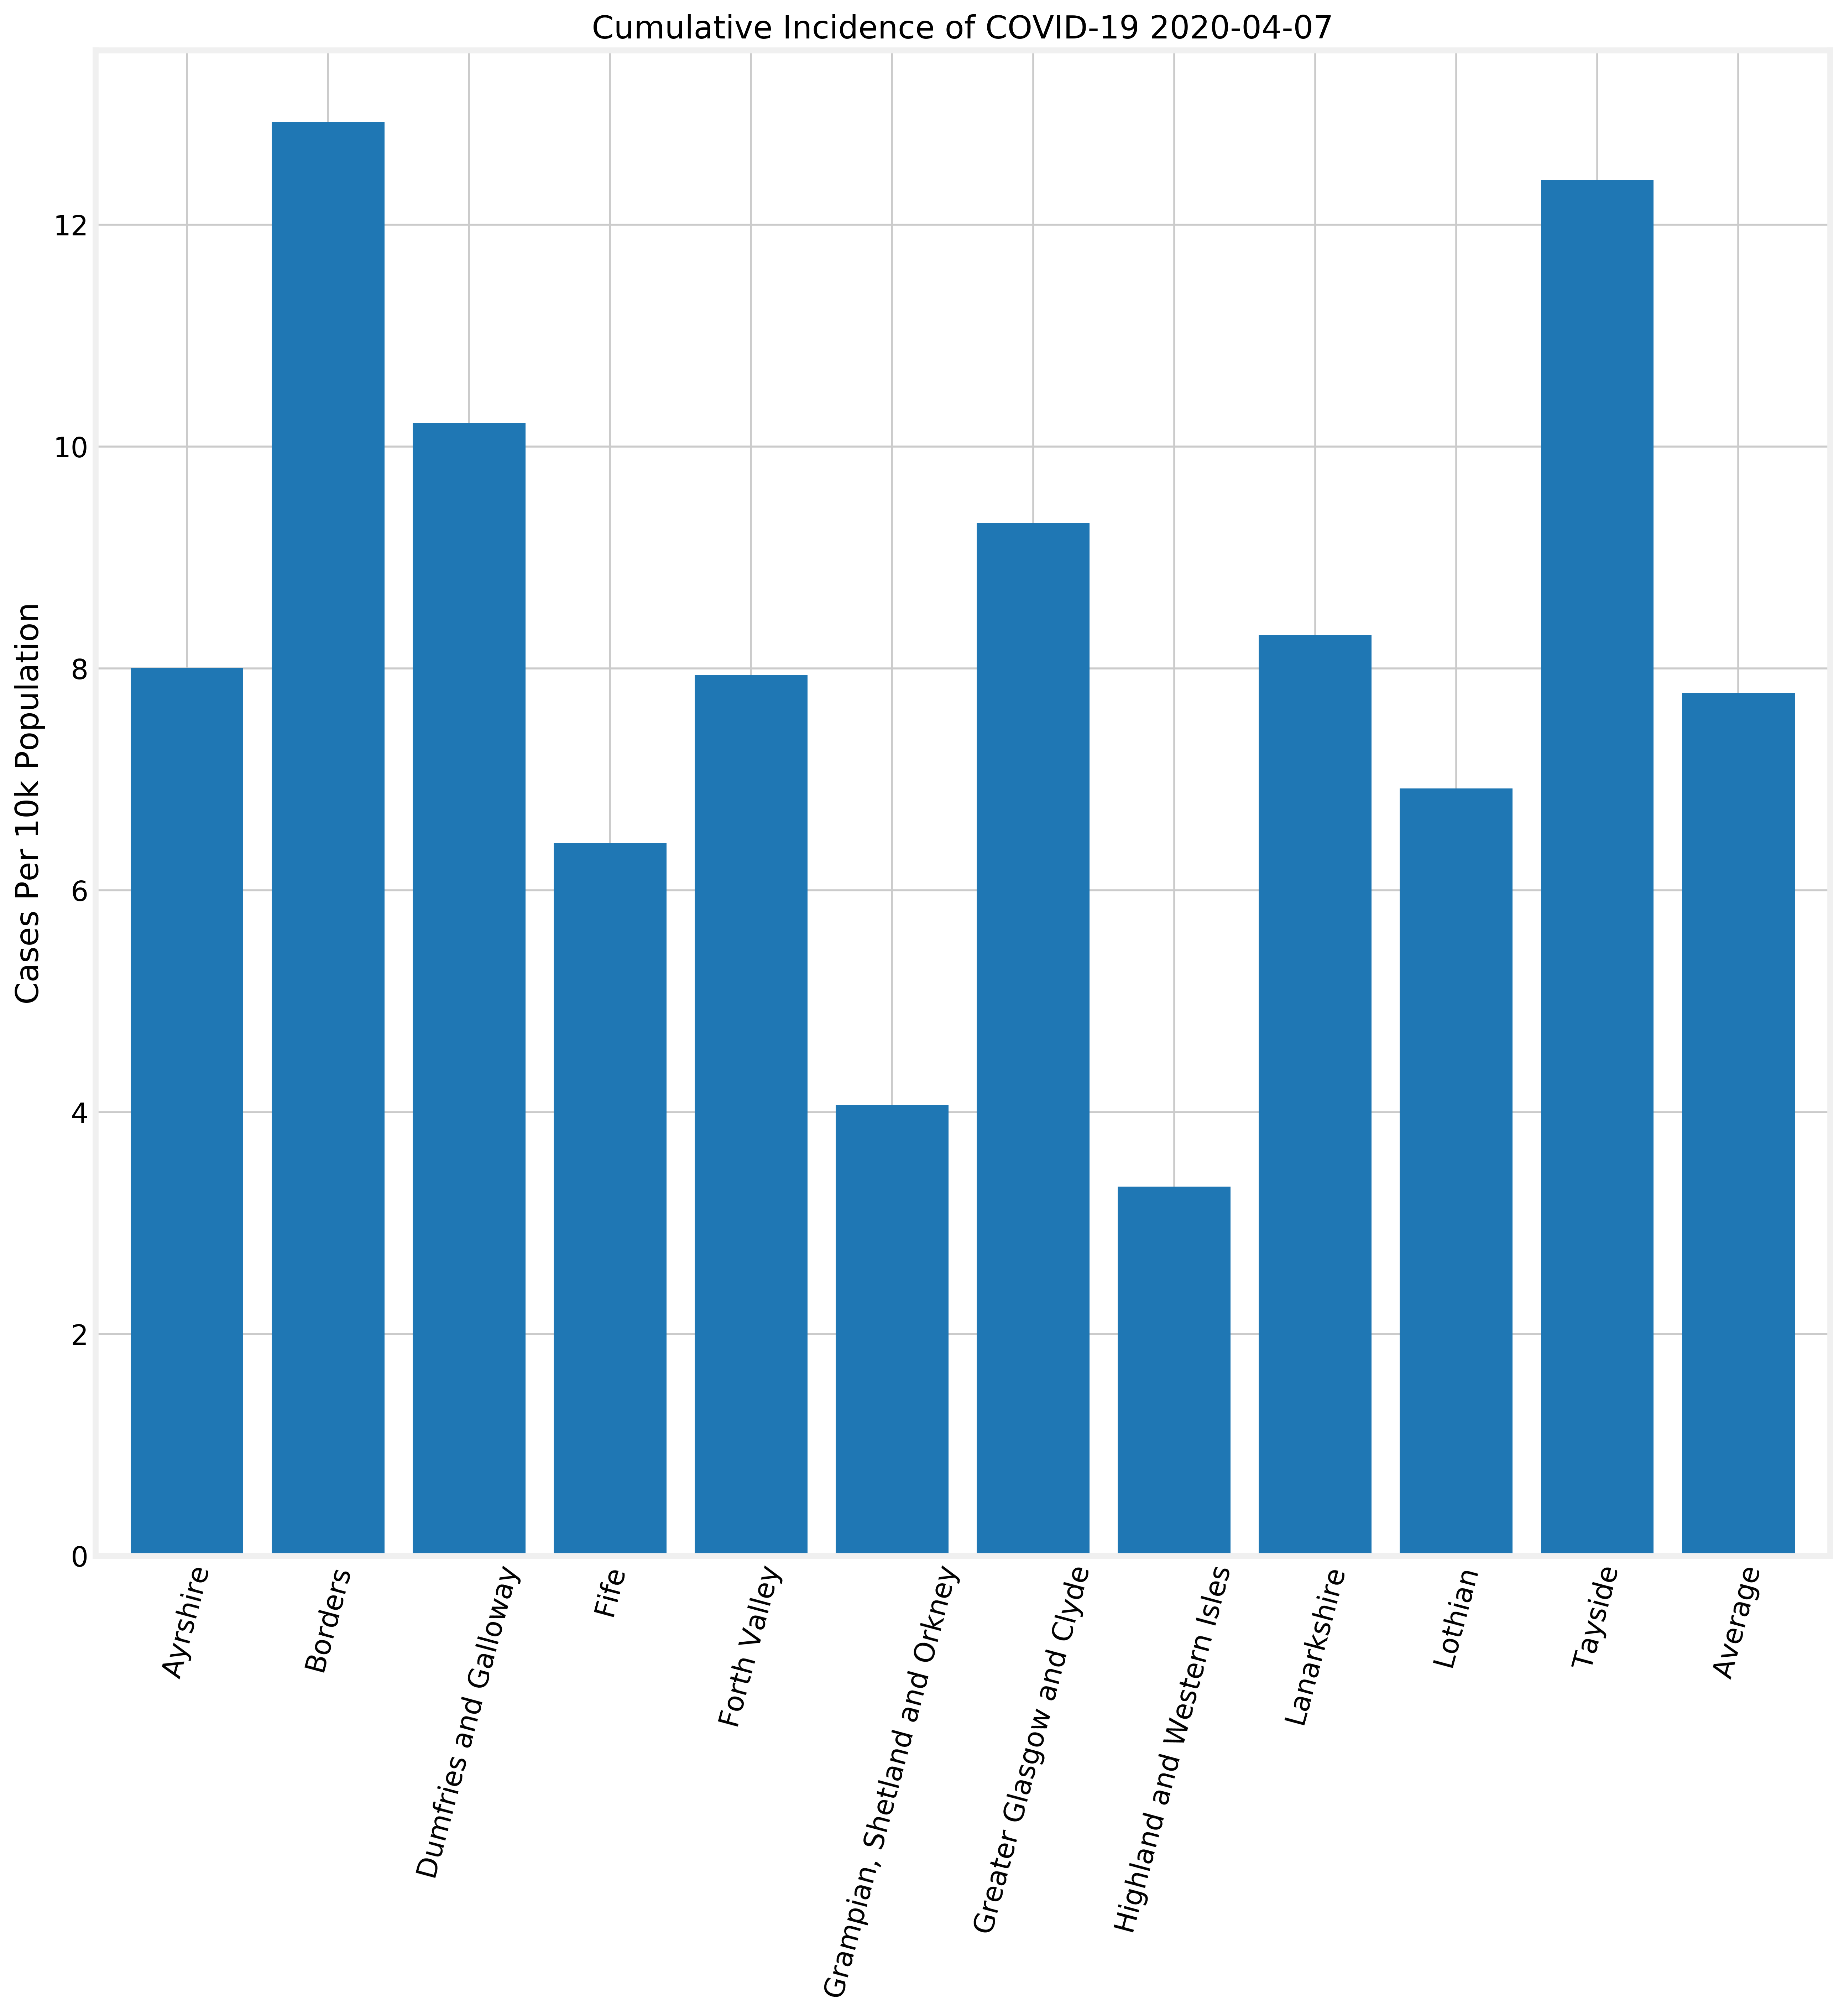 Cumulative Incidence of COVID-19 2020-04-07
Cases Per 10k Population
12
10
8
6
4
2
0
Ayrshire
Borders
Dumfries and Galloway
Fife
Forth Valley
Grampian, Shetland and Orkney
Greater Glasgow and Clyde
Highland and Western Isles
Lanarkshire
Lothian
Tayside
Average